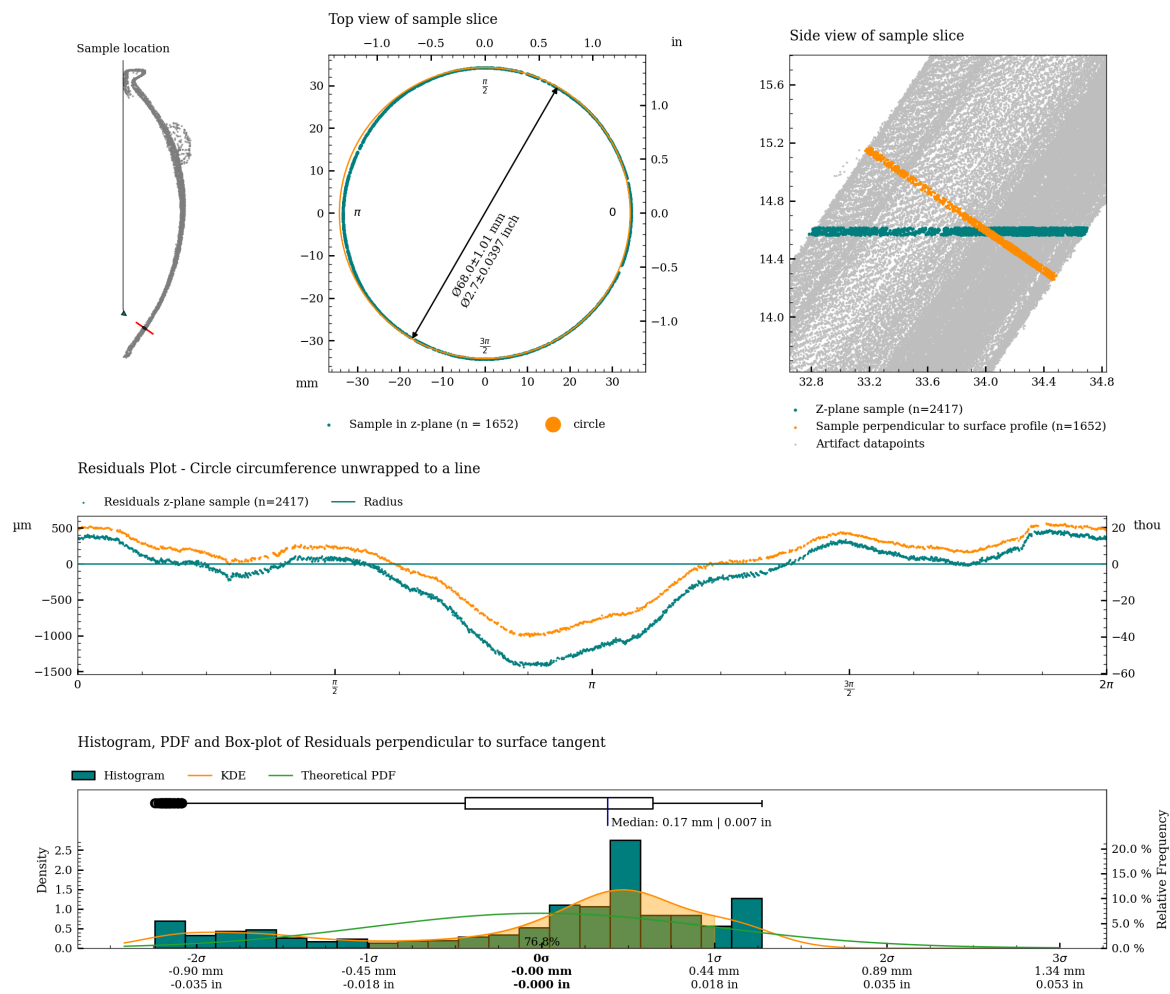 Sample location
Top view of sample slice
−1.0 −0.5 0.0 0.5 1.0 in
30
20
10
0
−10
−20
−30
mm
−30 −20 −10 0 10 20 30
1.0
0.5
0.0
−0.5
−1.0
π/2
π
0
3π/2
Ø68.0±1.01 mm
Ø2.7±0.0397 inch
Sample in z-plane (n = 1652) circle
Side view of sample slice
15.6
15.2
14.8
14.4
14.0
32.8 33.2 33.6 34.0 34.4 34.8
Z-plane sample (n=2417)
Sample perpendicular to surface profile (n=1652)
Artifact datapoints
Residuals Plot - Circle circumference unwrapped to a line
Residuals z-plane sample (n=2417) Radius
µm
500
0
−500
−1000
−1500
thou
20
0
−20
−40
−60
0 π/2 π 3π/2 2π
Histogram, PDF and Box-plot of Residuals perpendicular to surface tangent
Histogram KDE Theoretical PDF
Median: 0.17 mm | 0.007 in
Density
2.5
2.0
1.5
1.0
0.5
0.0
Relative Frequency
20.0 %
15.0 %
10.0 %
5.0 %
0.0 %
76.8%
-2σ -1σ 0σ 1σ 2σ 3σ
-0.90 mm -0.45 mm -0.00 mm 0.44 mm 0.89 mm 1.34 mm
-0.035 in -0.018 in -0.000 in 0.018 in 0.035 in 0.053 in